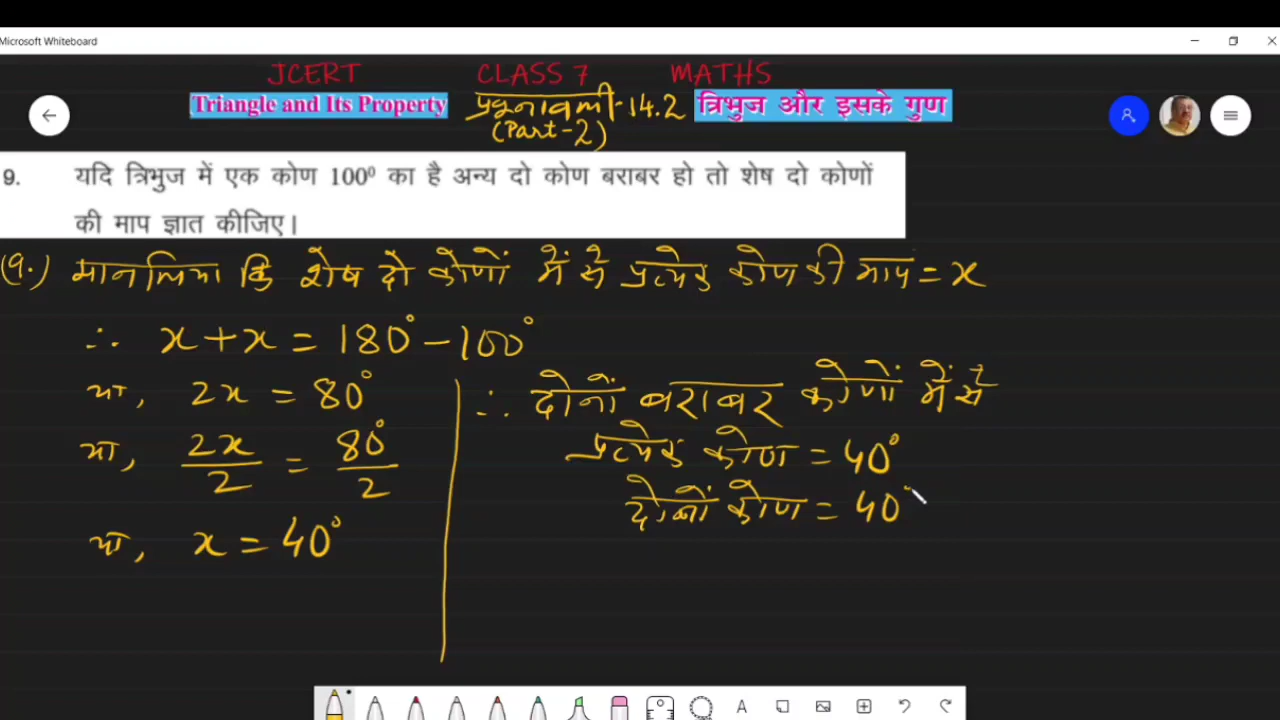 Microsoft Whiteboard
JCERT CLASS 7 MATHS
Triangle and Its Property प्रश्नावली-14.2 त्रिभुज और इसके गुण
(Part-2)
9. यदि त्रिभुज में एक कोण 100⁰ का है अन्य दो कोण बराबर हो तो शेष दो कोणों
की माप ज्ञात कीजिए।
(9.) मानलिया कि शेष दो कोणों में से प्रत्येक कोण की माप = x
∴ x + x = 180° - 100°
या, 2x = 80°
या, 2x/2 = 80°/2
या, x = 40°
∴ दोनों बराबर कोणों में से
प्रत्येक कोण = 40°
दोनों कोण = 40°
A